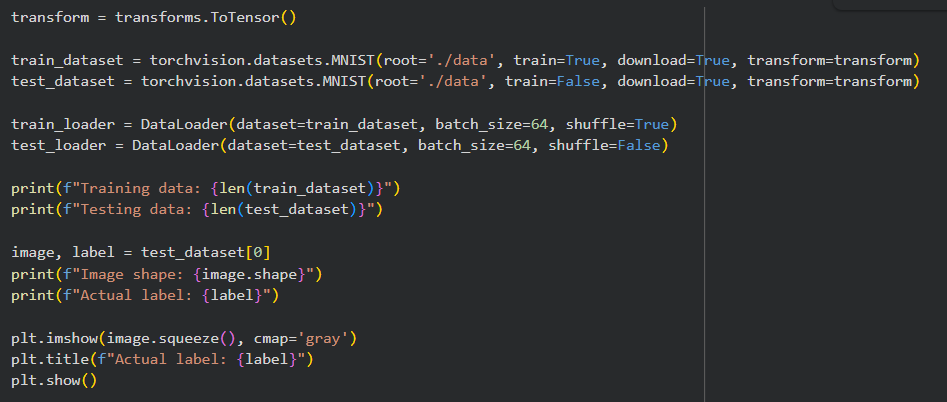 transform = transforms.ToTensor()
train_dataset = torchvision.datasets.MNIST(root='./data', train=True, download=True, transform=transform)
test_dataset = torchvision.datasets.MNIST(root='./data', train=False, download=True, transform=transform)
train_loader = DataLoader(dataset=train_dataset, batch_size=64, shuffle=True)
test_loader = DataLoader(dataset=test_dataset, batch_size=64, shuffle=False)
print(f"Training data: {len(train_dataset)}")
print(f"Testing data: {len(test_dataset)}")
image, label = test_dataset[0]
print(f"Image shape: {image.shape}")
print(f"Actual label: {label}")
plt.imshow(image.squeeze(), cmap='gray')
plt.title(f"Actual label: {label}")
plt.show()